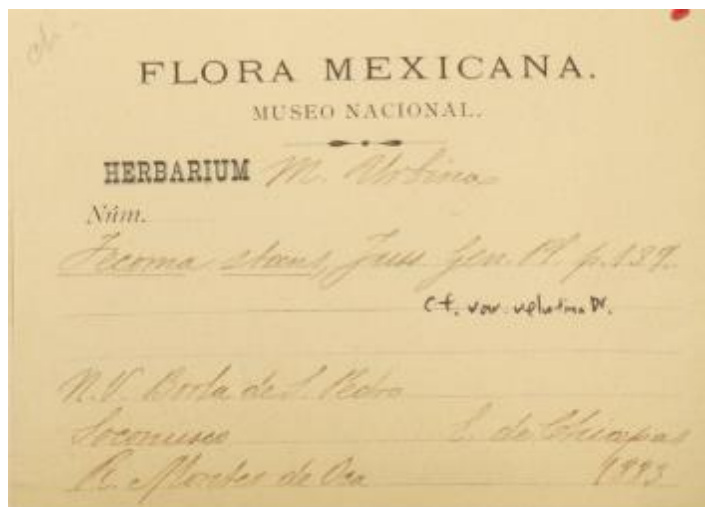 FLORA MEXICANA.
MUSEO NACIONAL.
HERBARIUM M. Urbina
Núm.
Tecoma stans, Juss Gen. Pl. p. 139.
cf. var. velutina DC.
N.V. Borla de S. Pedro
Soconusco E. de Chiapas
R. Montes de Oca 1883